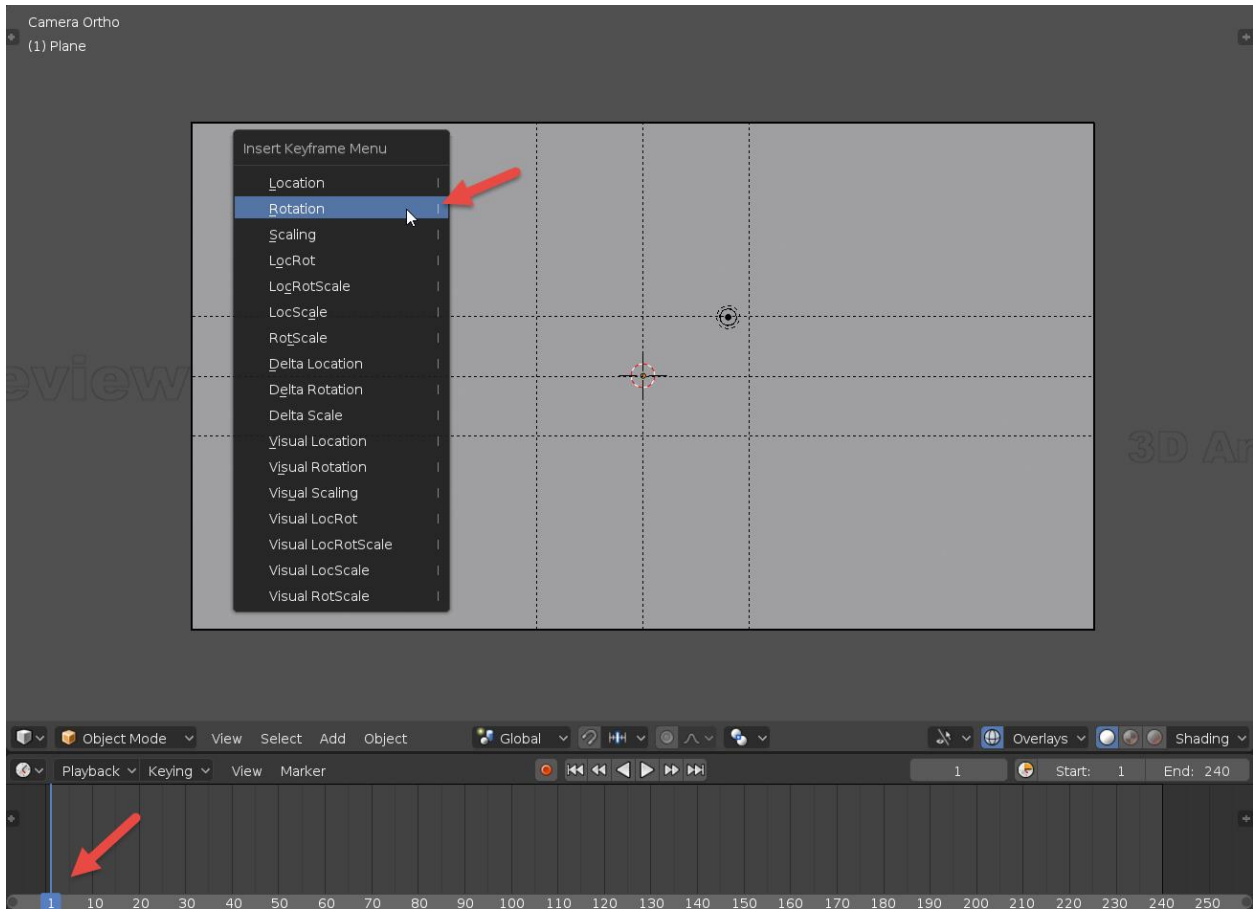 Camera Ortho
(1) Plane
Insert Keyframe Menu
Location I
Rotation I
Scaling I
LocRot I
LocRotScale I
LocScale I
RotScale I
Delta Location I
Delta Rotation I
Delta Scale I
Visual Location I
Visual Rotation I
Visual Scaling I
Visual LocRot I
Visual LocRotScale I
Visual LocScale I
Visual RotScale I
eview
3D
Object Mode View Select Add Object Global Overlays Shading
Playback Keying View Marker 1 Start: 1 End: 240
1 10 20 30 40 50 60 70 80 90 100 110 120 130 140 150 160 170 180 190 200 210 220 230 240 250